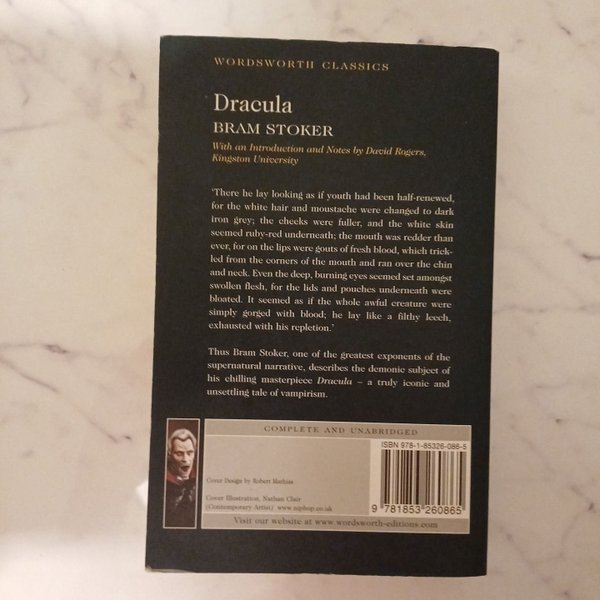 WORDSWORTH CLASSICS
Dracula
BRAM STOKER
With an Introduction and Notes by David Rogers,
Kingston University
'There he lay looking as if youth had been half-renewed,
for the white hair and moustache were changed to dark
iron grey; the cheeks were fuller, and the white skin
seemed ruby-red underneath; the mouth was redder than
ever, for on the lips were gouts of fresh blood, which trick-
led from the corners of the mouth and ran over the chin
and neck. Even the deep, burning eyes seemed set amongst
swollen flesh, for the lids and pouches underneath were
bloated. It seemed as if the whole awful creature were
simply gorged with blood; he lay like a filthy leech,
exhausted with his repletion.'
Thus Bram Stoker, one of the greatest exponents of the
supernatural narrative, describes the demonic subject of
his chilling masterpiece Dracula – a truly iconic and
unsettling tale of vampirism.
COMPLETE AND UNABRIDGED
ISBN 978-1-85326-086-5
Cover Design by Robert Mathias
Cover Illustration, Nathan Clair
(Contemporary Artist) www.niphop.co.uk
9 781853 260865
Visit our website at www.wordsworth-editions.com